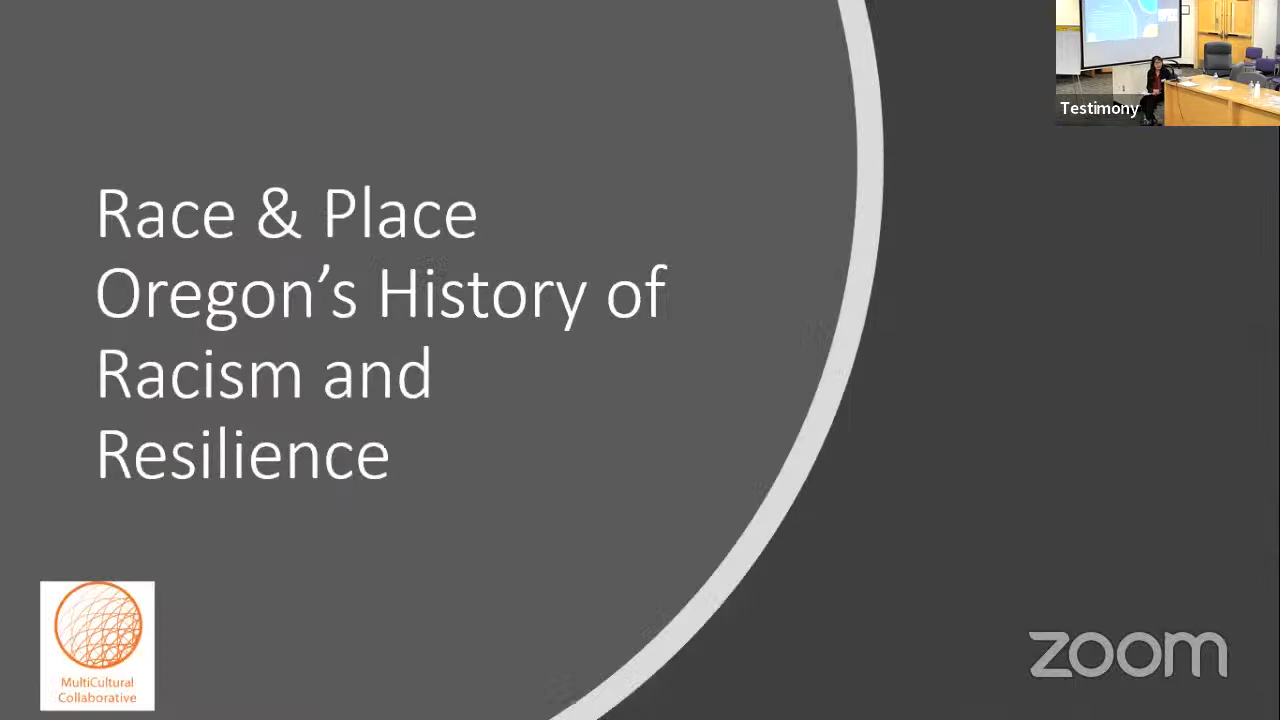 Testimony
Race & Place
Oregon’s History of
Racism and
Resilience
MultiCultural
Collaborative
zoom